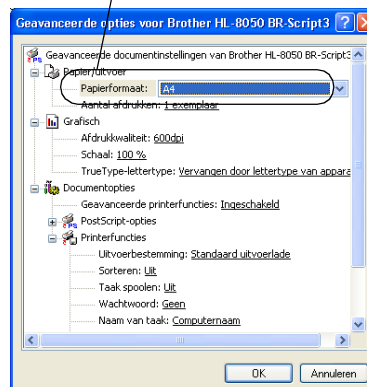 Geavanceerde opties voor Brother HL-8050 BR-Script3
Geavanceerde documentinstellingen van Brother HL-8050 BR-Script3
Papier/uitvoer
Papierformaat: A4
Aantal afdrukken: 1 exemplaar
Grafisch
Afdrukkwaliteit: 600dpi
Schaal: 100 %
TrueType-lettertype: Vervangen door lettertype van appara
Documentopties
Geavanceerde printerfuncties: Ingeschakeld
PostScript-opties
Printerfuncties
Uitvoerbestemming: Standaard uitvoerlade
Sorteren: Uit
Taak spoolen: Uit
Wachtwoord: Geen
Naam van taak: Computernaam
OK
Annuleren